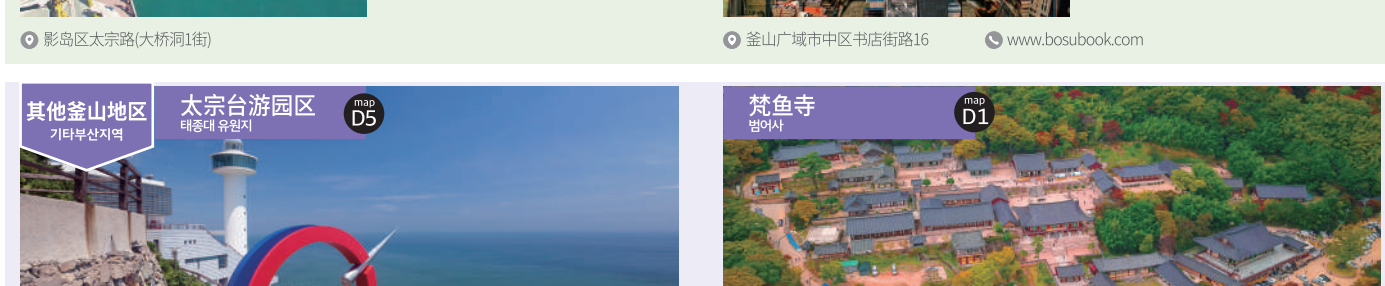 影岛区太宗路(大桥洞1街)
釜山广域市中区书店街路16
www.bosubook.com
其他釜山地区
기타부산지역
太宗台游园区
태종대 유원지
map
D5
梵鱼寺
범어사
map
D1